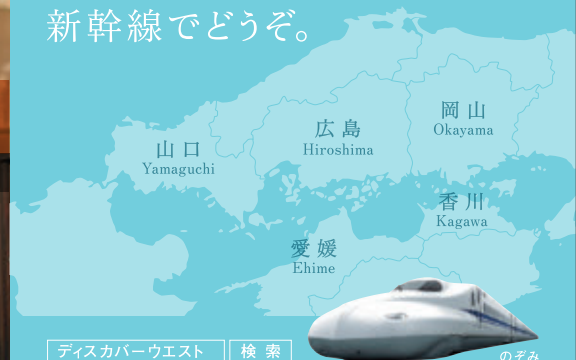 新幹線でどうぞ。
岡山
Okayama
広島
Hiroshima
山口
Yamaguchi
香川
Kagawa
愛媛
Ehime
ディスカバーウエスト 検索
のぞみ